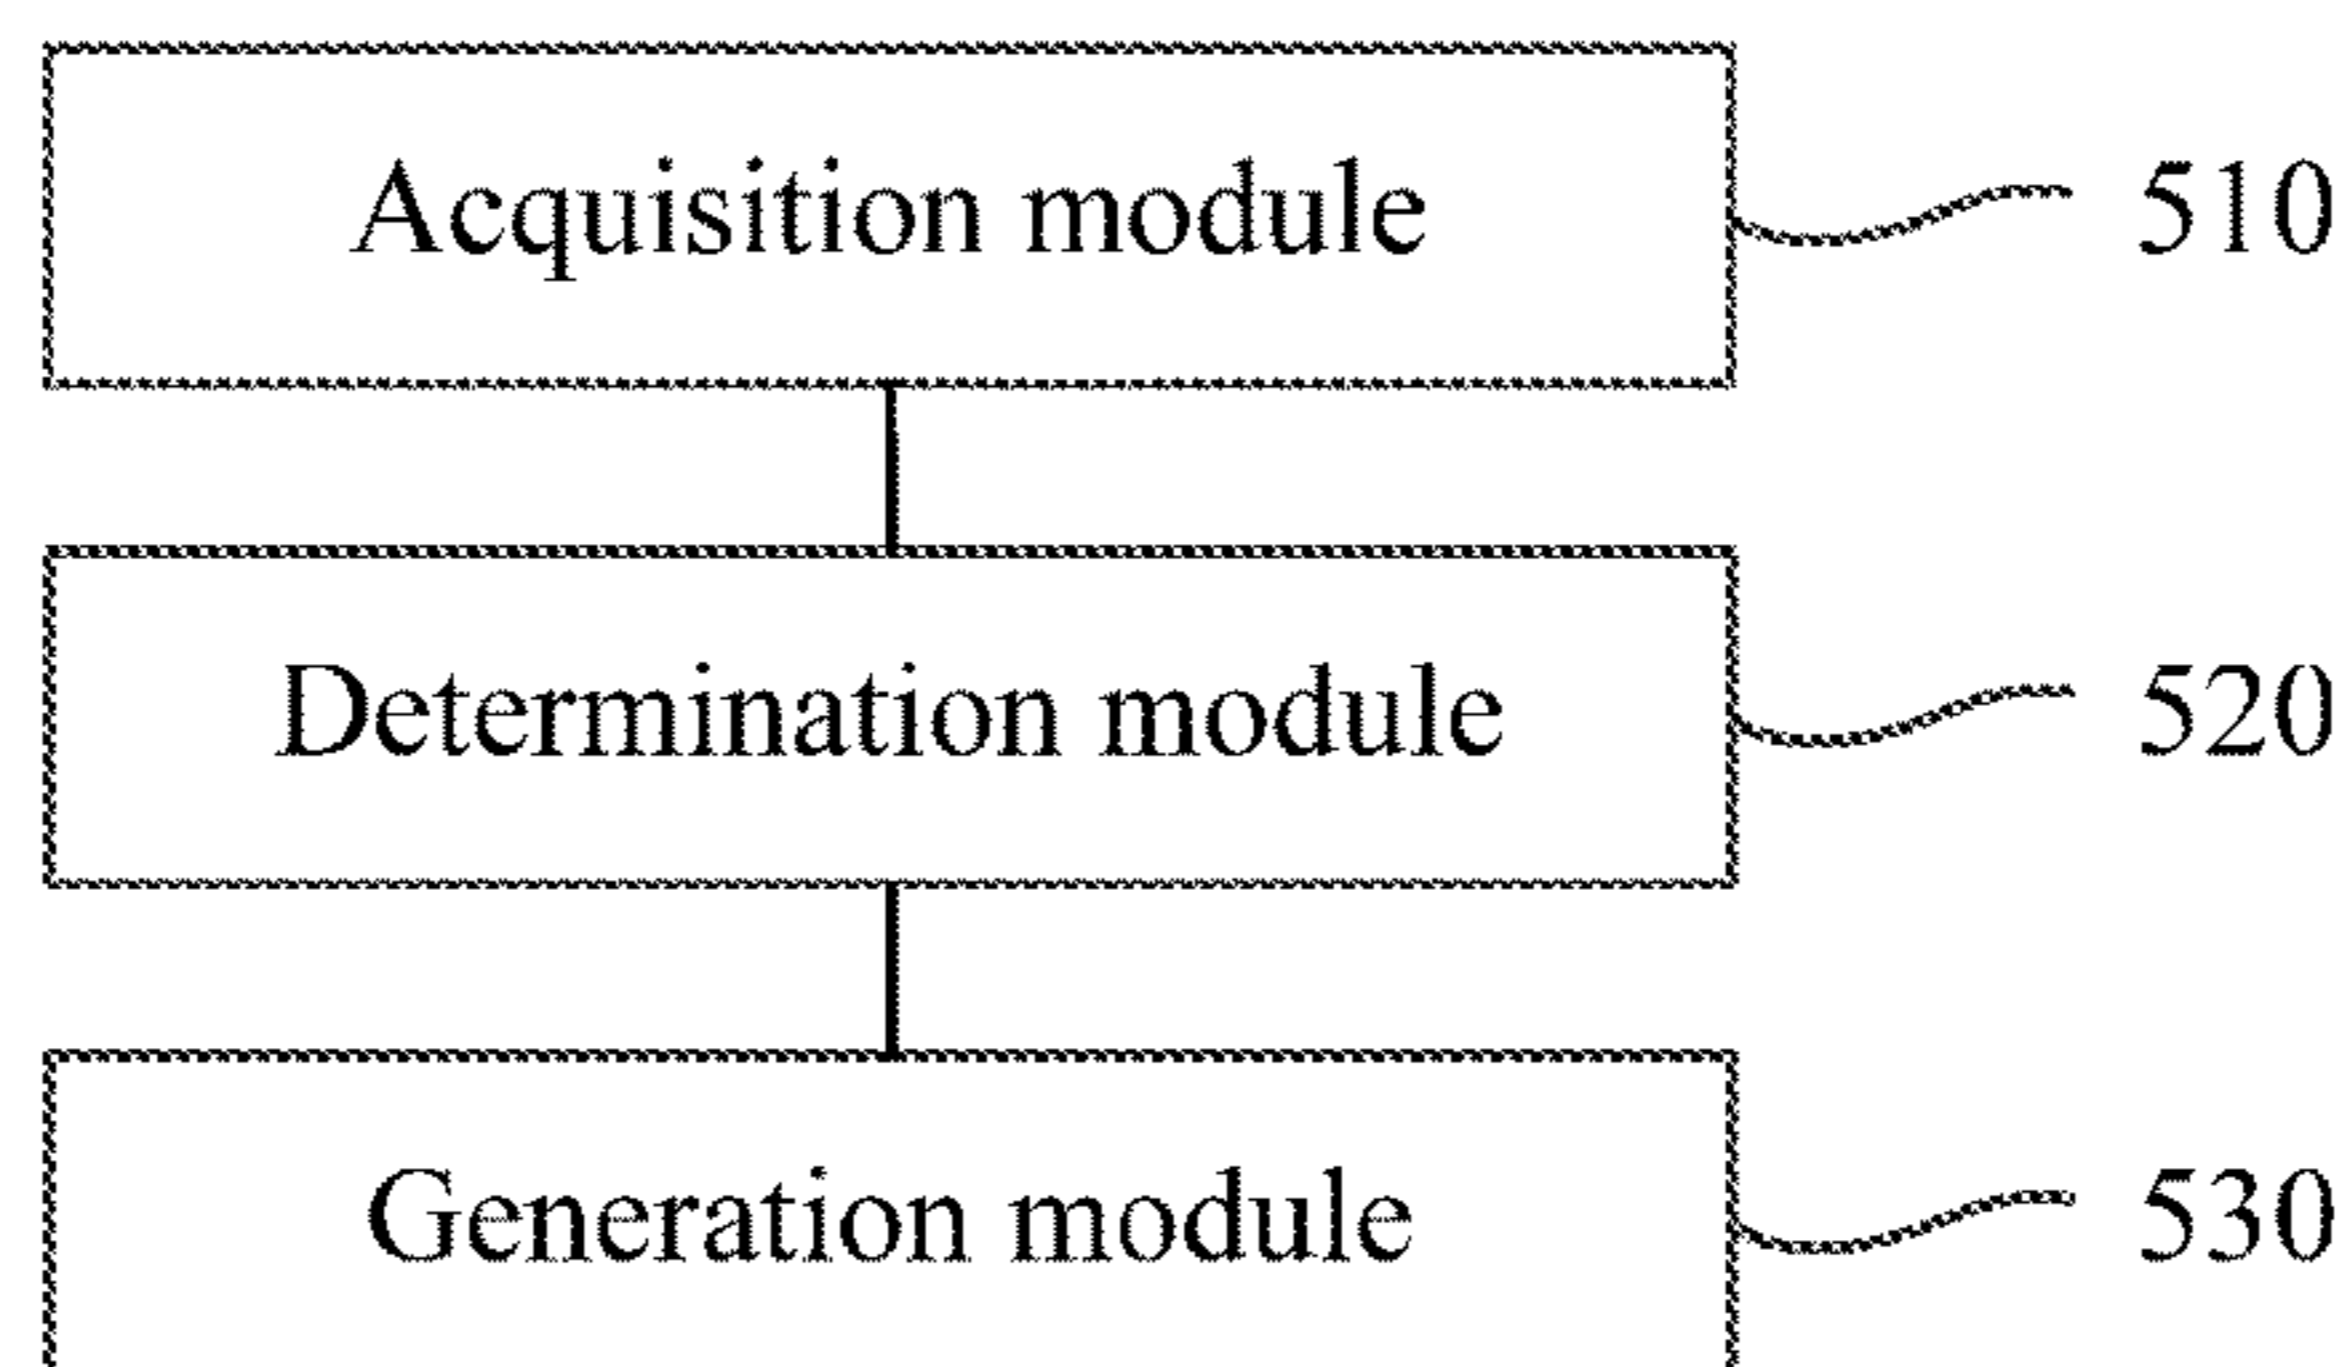 Acquisition module 510
Determination module 520
Generation module 530